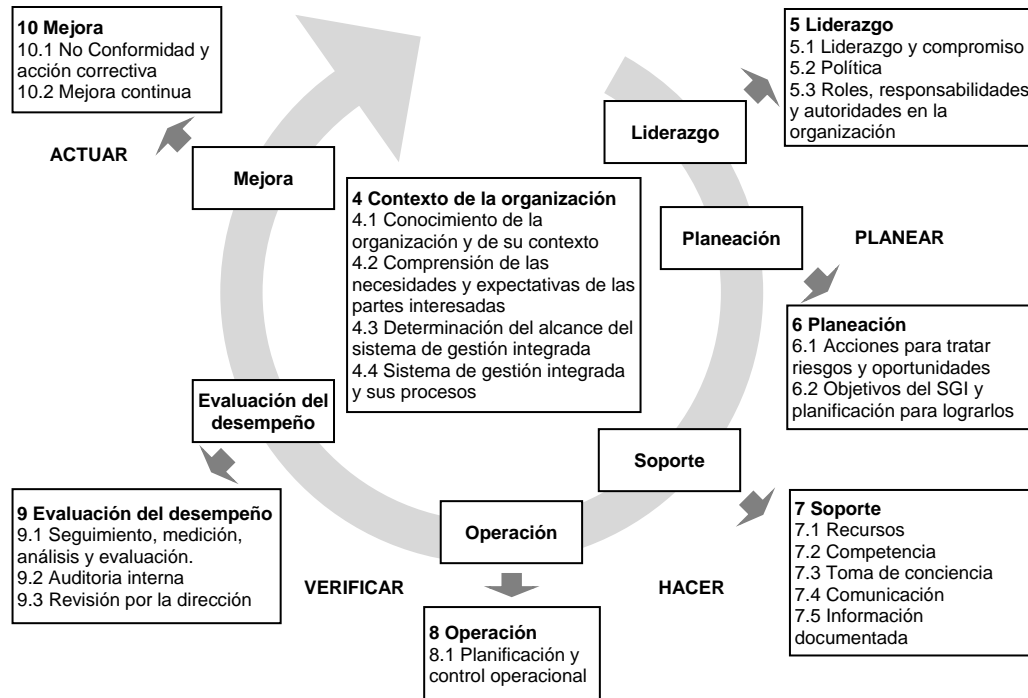 10 Mejora
10.1 No Conformidad y
acción correctiva
10.2 Mejora continua
5 Liderazgo
5.1 Liderazgo y compromiso
5.2 Política
5.3 Roles, responsabilidades
y autoridades en la
organización
ACTUAR
Mejora
Liderazgo
4 Contexto de la organización
4.1 Conocimiento de la
organización y de su contexto
4.2 Comprensión de las
necesidades y expectativas de las
partes interesadas
4.3 Determinación del alcance del
sistema de gestión integrada
4.4 Sistema de gestión integrada
y sus procesos
Planeación
PLANEAR
6 Planeación
6.1 Acciones para tratar
riesgos y oportunidades
6.2 Objetivos del SGI y
planificación para lograrlos
Evaluación del
desempeño
Soporte
9 Evaluación del desempeño
9.1 Seguimiento, medición,
análisis y evaluación.
9.2 Auditoria interna
9.3 Revisión por la dirección
Operación
7 Soporte
7.1 Recursos
7.2 Competencia
7.3 Toma de conciencia
7.4 Comunicación
7.5 Información
documentada
VERIFICAR
HACER
8 Operación
8.1 Planificación y
control operacional